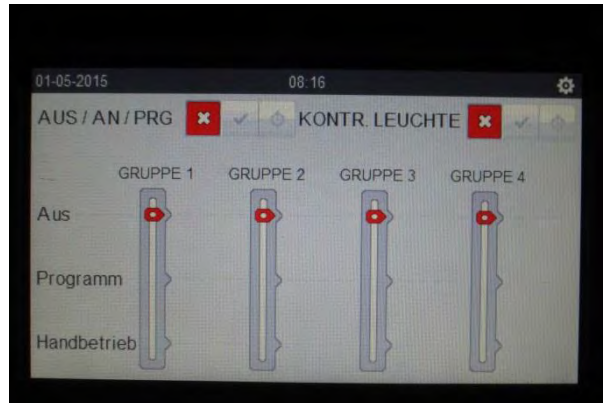 01-05-2015 08:16
AUS / AN / PRG KONTR. LEUCHTE
GRUPPE 1 GRUPPE 2 GRUPPE 3 GRUPPE 4
Aus
Programm
Handbetrieb